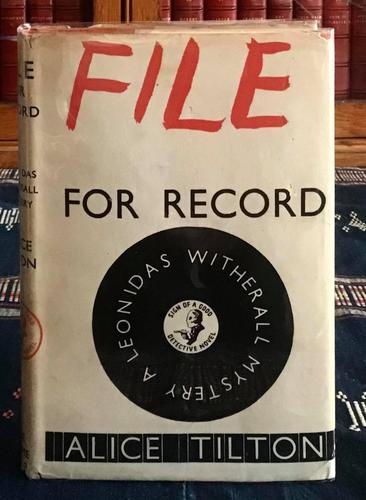 FILE
FOR RECORD
A LEONIDAS WITHERALL MYSTERY
SIGN OF A GOOD
DETECTIVE NOVEL
ALICE TILTON